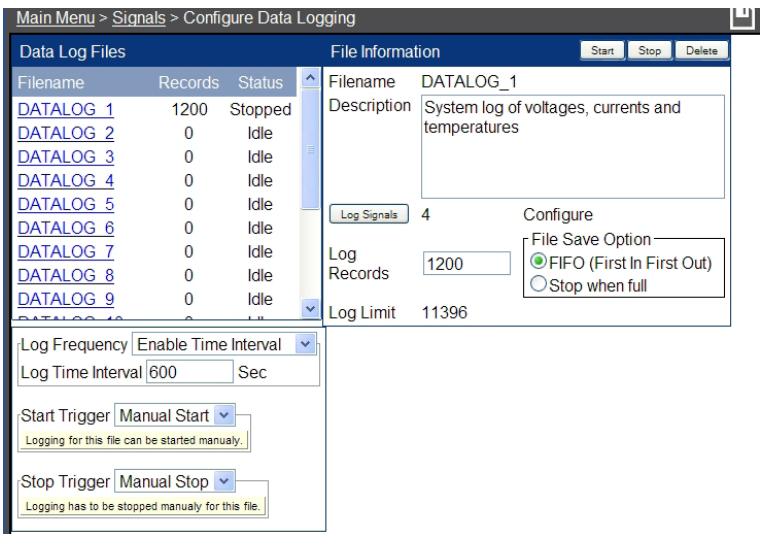 Main Menu > Signals > Configure Data Logging
Data Log Files
Filename Records Status
DATALOG_1 1200 Stopped
DATALOG_2 0 Idle
DATALOG_3 0 Idle
DATALOG_4 0 Idle
DATALOG_5 0 Idle
DATALOG_6 0 Idle
DATALOG_7 0 Idle
DATALOG_8 0 Idle
DATALOG_9 0 Idle
File Information Start Stop Delete
Filename DATALOG_1
Description System log of voltages, currents and
temperatures
Log Signals 4 Configure
File Save Option
FIFO (First In First Out)
Stop when full
Log
Records 1200
Log Limit 11396
Log Frequency Enable Time Interval
Log Time Interval 600 Sec
Start Trigger Manual Start
Logging for this file can be started manualy.
Stop Trigger Manual Stop
Logging has to be stopped manualy for this file.